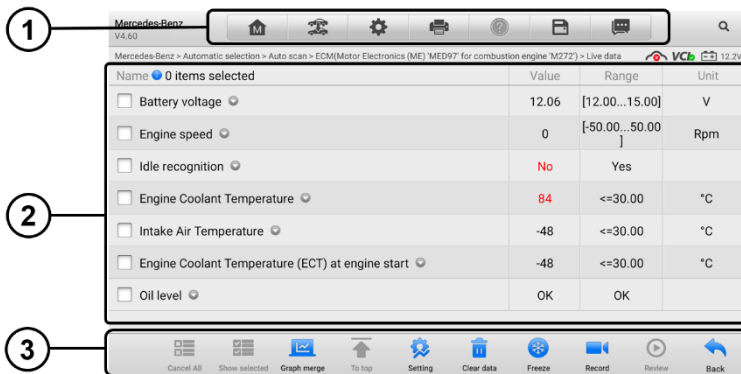 Mercedes-Benz
V4.60
1
M
?
Mercedes-Benz > Automatic selection > Auto scan > ECM(Motor Electronics (ME) 'MED97' for combustion engine 'M272') > Live data
VCI 12.2V
Name 0 items selected Value Range Unit
Battery voltage 12.06 [12.00...15.00] V
Engine speed 0 [-50.00...50.00
] Rpm
Idle recognition No Yes
2
Engine Coolant Temperature 84 <=30.00 °C
Intake Air Temperature -48 <=30.00 °C
Engine Coolant Temperature (ECT) at engine start -48 <=30.00 °C
Oil level OK OK
3
Cancel All Show selected Graph merge To top Setting Clear data Freeze Record Review Back